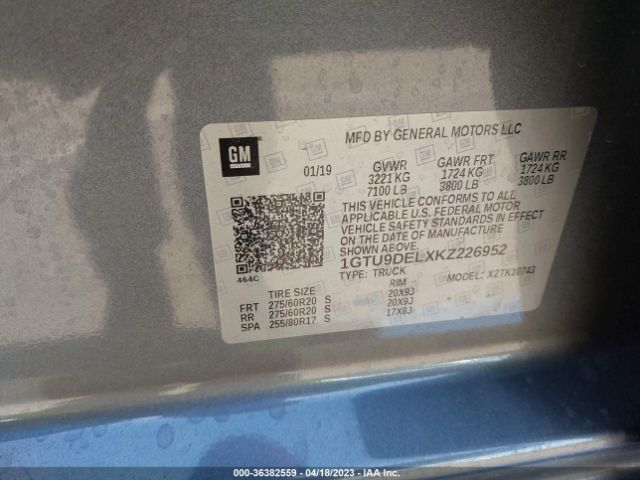 GM
MFD BY GENERAL MOTORS LLC
01/19
GVWR GAWR FRT GAWR RR
3221 KG 1724 KG 1724 KG
7100 LB 3800 LB 3800 LB
THIS VEHICLE CONFORMS TO ALL
APPLICABLE U.S. FEDERAL MOTOR
VEHICLE SAFETY STANDARDS IN EFFECT
ON THE DATE OF MANUFACTURE
SHOWN ABOVE.
1GTU9DELXKZ226952
464C
TYPE: TRUCK MODEL: X2TK10743
TIRE SIZE RIM
FRT 275/60R20 S 20X9J
RR 275/60R20 S 20X9J
SPA 255/80R17 S 17X8J
000-36382559 - 04/18/2023 - IAA Inc.